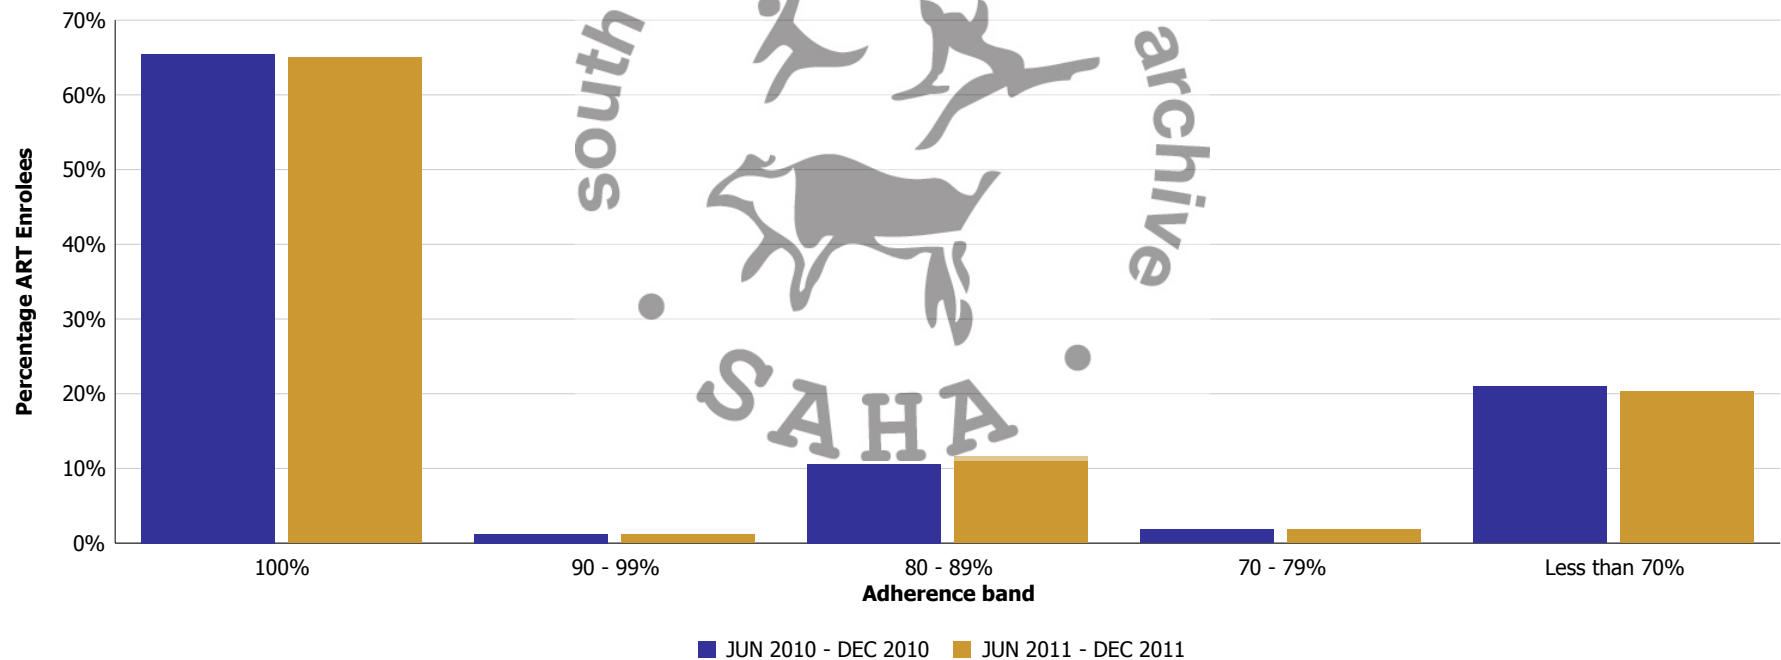 70%
60%
50%
40%
30%
20%
10%
0%
Percentage ART Enrolees
south
archive
SAHA
100%
90 - 99%
80 - 89%
70 - 79%
Less than 70%
Adherence band
JUN 2010 - DEC 2010
JUN 2011 - DEC 2011